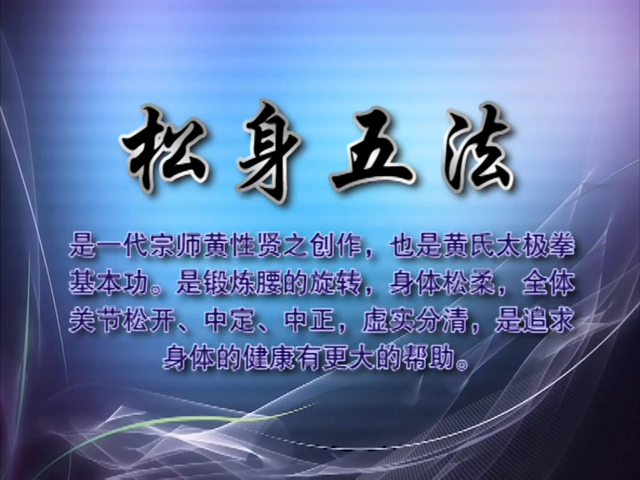 松身五法
是一代宗师黄性贤之创作，也是黄氏太极拳
基本功。是锻炼腰的旋转，身体松柔，全体
关节松开、中定、中正，虚实分清，是追求
身体的健康有更大的帮助。